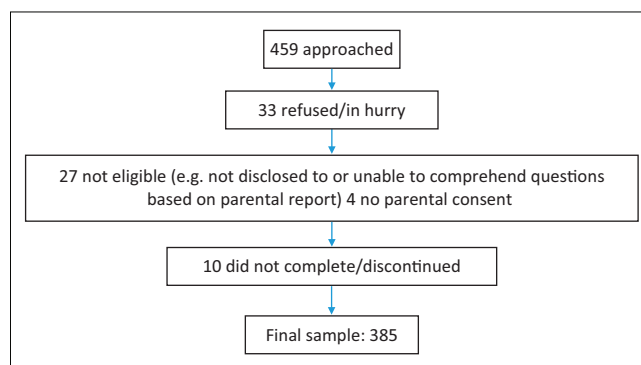 459 approached
33 refused/in hurry
27 not eligible (e.g. not disclosed to or unable to comprehend questions
based on parental report) 4 no parental consent
10 did not complete/discontinued
Final sample: 385